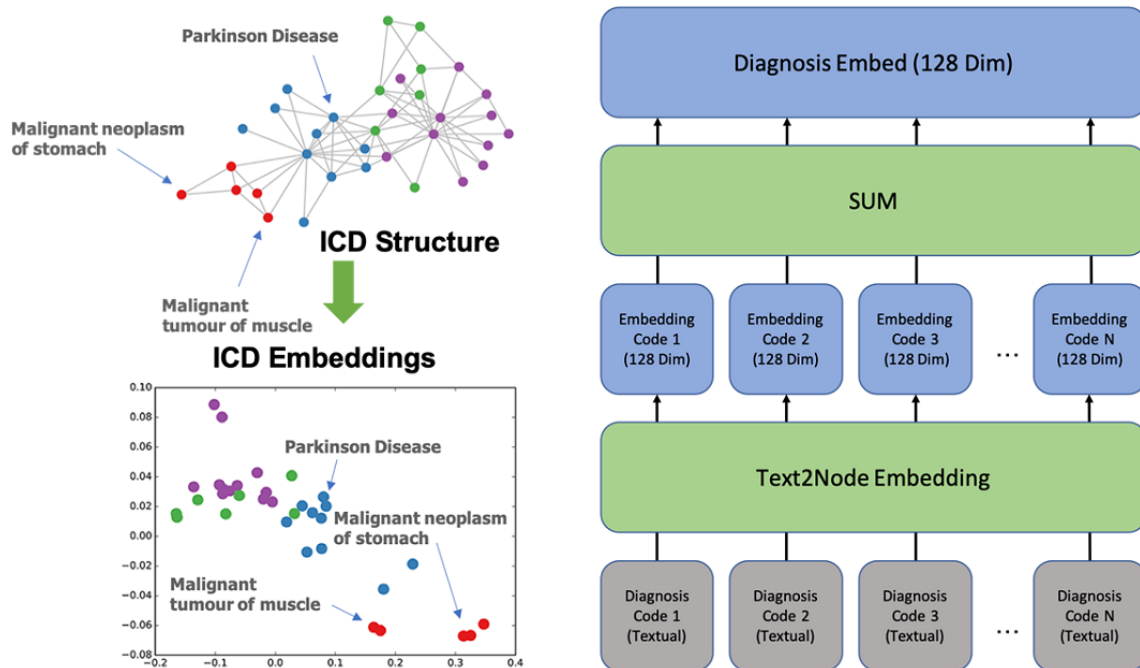 Parkinson Disease
Malignant neoplasm
of stomach
ICD Structure
Malignant
tumour of muscle
ICD Embeddings
0.10
0.08
0.06
0.04
0.02
0.00
−0.02
−0.04
−0.06
−0.08
−0.10
−0.2
−0.1
0.0
0.1
0.2
0.3
0.4
Parkinson Disease
Malignant neoplasm
of stomach
Malignant
tumour of muscle
Diagnosis Embed (128 Dim)
SUM
Embedding
Code 1
(128 Dim)
Embedding
Code 2
(128 Dim)
Embedding
Code 3
(128 Dim)
...
Embedding
Code N
(128 Dim)
Text2Node Embedding
Diagnosis
Code 1
(Textual)
Diagnosis
Code 2
(Textual)
Diagnosis
Code 3
(Textual)
...
Diagnosis
Code N
(Textual)